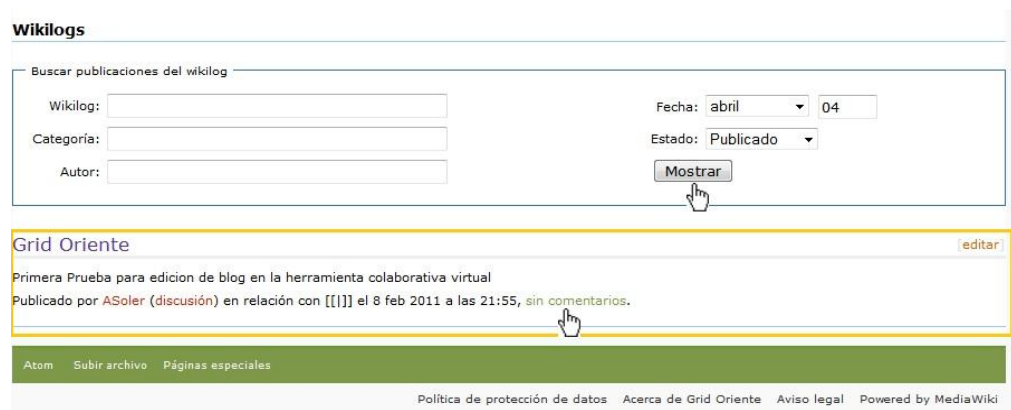 Wikilogs
Buscar publicaciones del wikilog
Wikilog:
Fecha: abril 04
Categoría:
Estado: Publicado
Autor:
Mostrar
Grid Oriente [editar]
Primera Prueba para edicion de blog en la herramienta colaborativa virtual
Publicado por ASoler (discusión) en relación con [[|]] el 8 feb 2011 a las 21:55, sin comentarios.
Atom Subir archivo Páginas especiales
Política de protección de datos Acerca de Grid Oriente Aviso legal Powered by MediaWiki